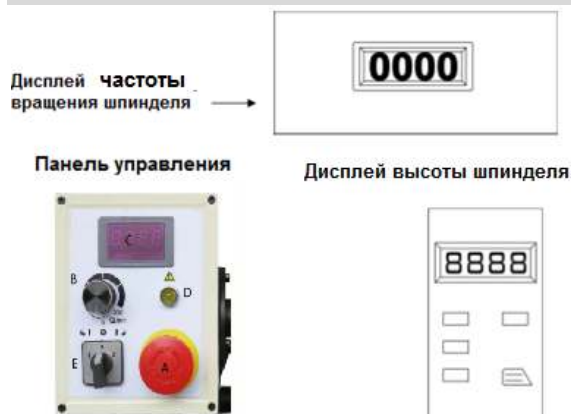 0000
Дисплей частоты
вращения шпинделя
Панель управления
Дисплей высоты шпинделя
8888
C
B
D
E
A